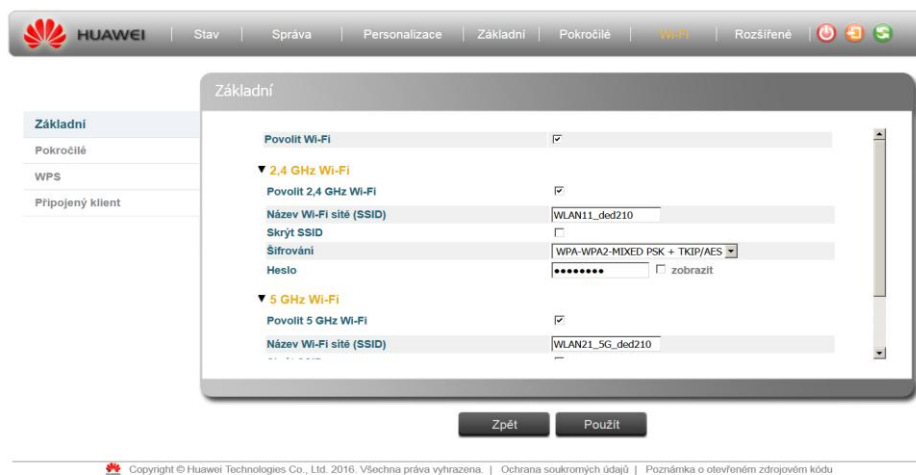 HUAWEI | Stav | Správa | Personalizace | Základní | Pokročilé | Wi-Fi | Rozšířené
Základní
Základní
Pokročilé
WPS
Připojený klient
Povolit Wi-Fi
2,4 GHz Wi-Fi
Povolit 2,4 GHz Wi-Fi
Název Wi-Fi sítě (SSID) WLAN11_ded210
Skrýt SSID
Šifrování WPA-WPA2-MIXED PSK + TKIP/AES
Heslo •••••••• zobrazit
5 GHz Wi-Fi
Povolit 5 GHz Wi-Fi
Název Wi-Fi sítě (SSID) WLAN21_5G_ded210
Zpět Použít
Copyright © Huawei Technologies Co., Ltd. 2016. Všechna práva vyhrazena. | Ochrana soukromých údajů | Poznámka o otevřeném zdrojovém kódu